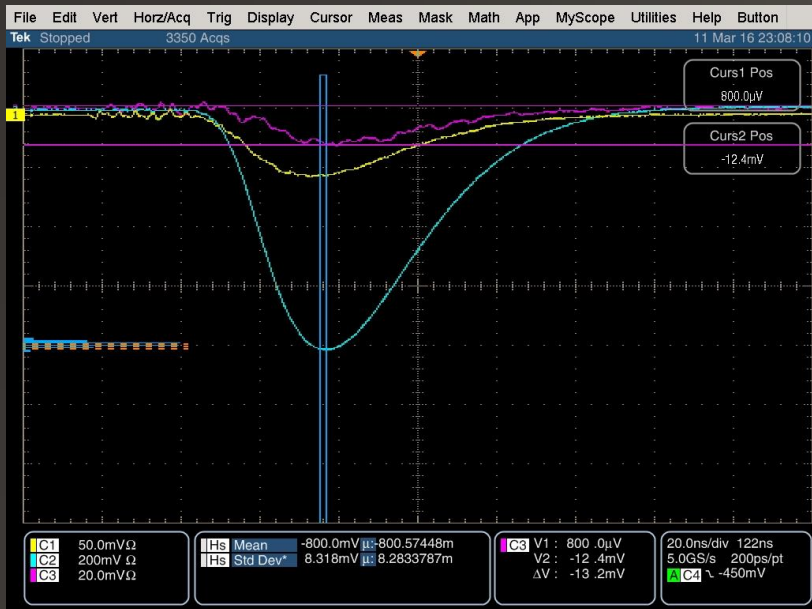 File Edit Vert Horz/Acq Trig Display Cursor Meas Mask Math App MyScope Utilities Help Button
Tek Stopped 3350 Acqs 11 Mar 16 23:08:10
Curs1 Pos
800.0µV
1
Curs2 Pos
-12.4mV
C1 50.0mVΩ
C2 200mVΩ
C3 20.0mVΩ
Hs Mean -800.0mV µ:-800.57448m
Hs Std Dev* 8.318mV µ: 8.2833787m
C3 V1 : 800 .0µV
V2 : -12 .4mV
ΔV : -13 .2mV
20.0ns/div 122ns
5.0GS/s 200ps/pt
A C4 -450mV